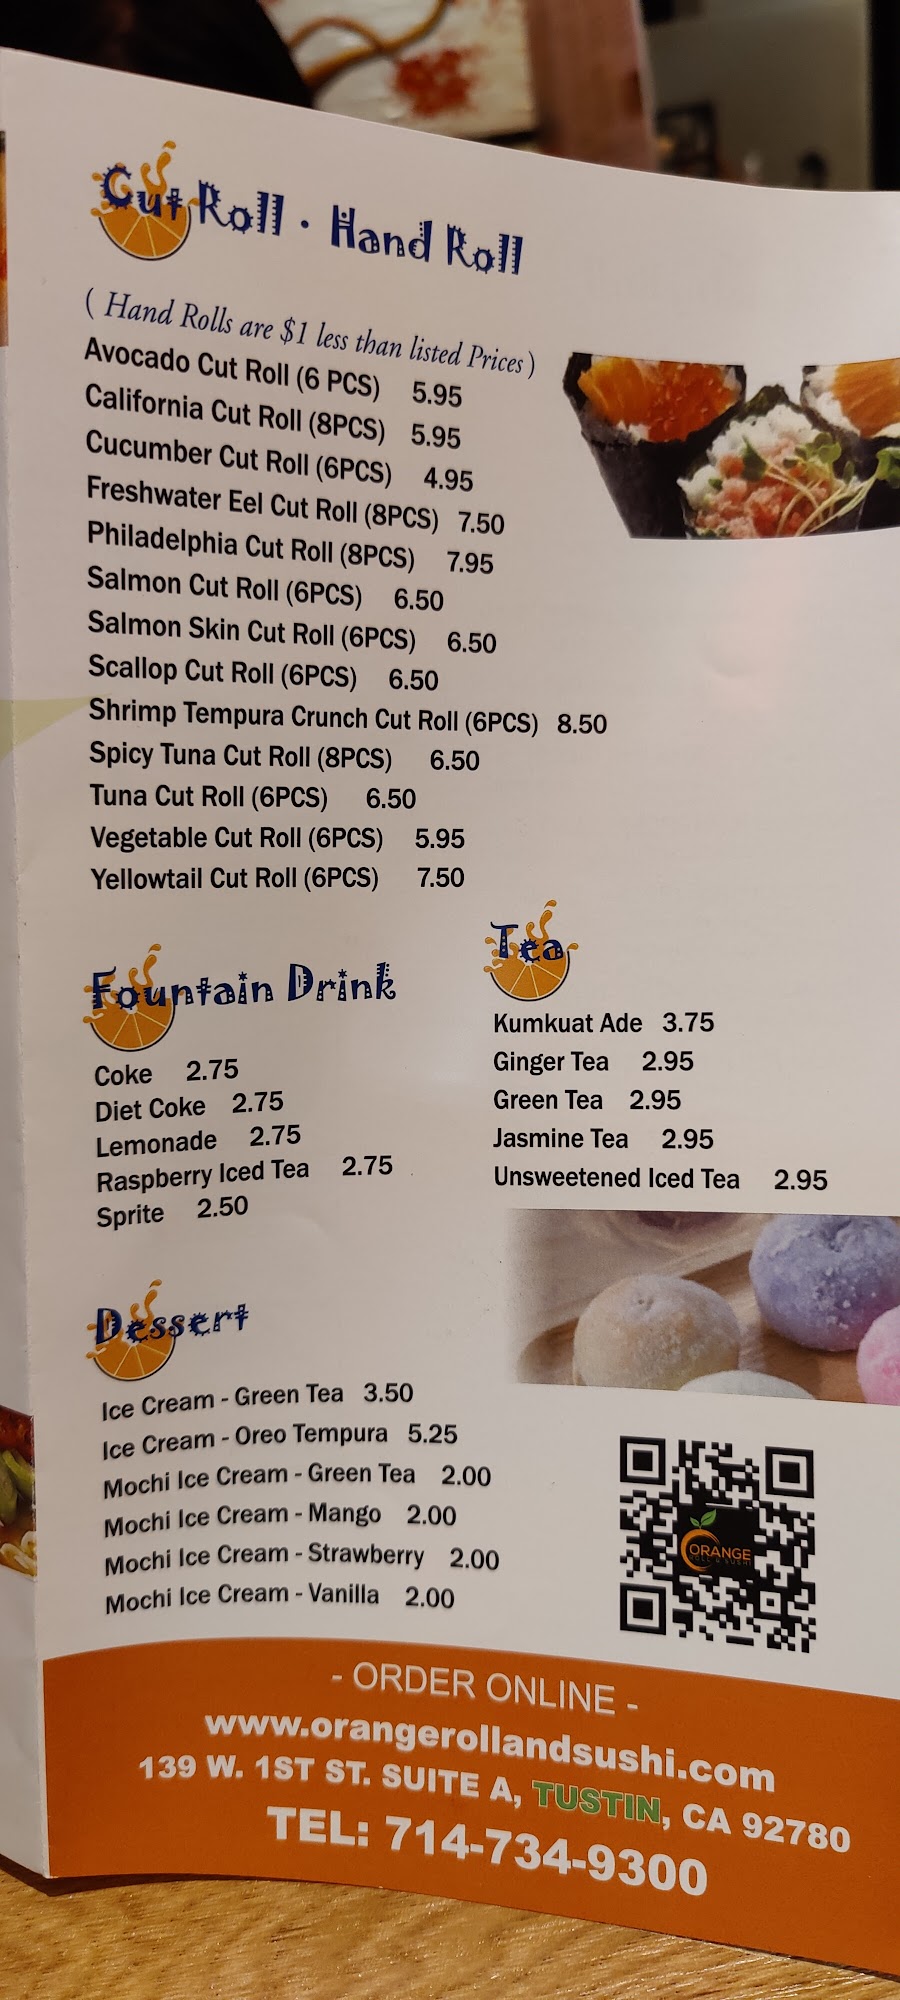 Cut Roll · Hand Roll
( Hand Rolls are $1 less than listed Prices )
Avocado Cut Roll (6 PCS) 5.95
California Cut Roll (8PCS) 5.95
Cucumber Cut Roll (6PCS) 4.95
Freshwater Eel Cut Roll (8PCS) 7.50
Philadelphia Cut Roll (8PCS) 7.95
Salmon Cut Roll (6PCS) 6.50
Salmon Skin Cut Roll (6PCS) 6.50
Scallop Cut Roll (6PCS) 6.50
Shrimp Tempura Crunch Cut Roll (6PCS) 8.50
Spicy Tuna Cut Roll (8PCS) 6.50
Tuna Cut Roll (6PCS) 6.50
Vegetable Cut Roll (6PCS) 5.95
Yellowtail Cut Roll (6PCS) 7.50
Fountain Drink
Coke 2.75
Diet Coke 2.75
Lemonade 2.75
Raspberry Iced Tea 2.75
Sprite 2.50
Tea
Kumkuat Ade 3.75
Ginger Tea 2.95
Green Tea 2.95
Jasmine Tea 2.95
Unsweetened Iced Tea 2.95
Dessert
Ice Cream - Green Tea 3.50
Ice Cream - Oreo Tempura 5.25
Mochi Ice Cream - Green Tea 2.00
Mochi Ice Cream - Mango 2.00
Mochi Ice Cream - Strawberry 2.00
Mochi Ice Cream - Vanilla 2.00
ORANGE
ROLL & SUSHI
- ORDER ONLINE -
www.orangerollandsushi.com
139 W. 1ST ST. SUITE A, TUSTIN, CA 92780
TEL: 714-734-9300